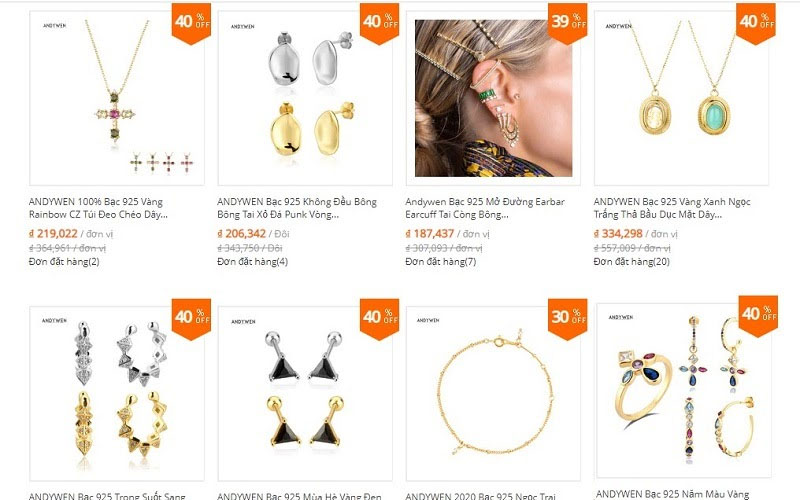 ANDYWEN
40 % OFF
ANDYWEN
40 % OFF
39 % OFF
ANDYWEN
40 % OFF
ANDYWEN 100% Bạc 925 Vàng
Rainbow CZ Túi Đeo Chéo Dây...
₫ 219,022 / đơn vị
₫ 364,961 / đơn vị
Đơn đặt hàng(2)
ANDYWEN Bạc 925 Không Đều Bông
Bông Tai Xỏ Đá Punk Vòng...
₫ 206,342 / Đôi
₫ 343,750 / Đôi
Đơn đặt hàng(4)
Andywen Bạc 925 Mở Đường Earbar
Earcuff Tai Còng Bông...
₫ 187,437 / đơn vị
₫ 307,093 / đơn vị
Đơn đặt hàng(7)
ANDYWEN Bạc 925 Vàng Xanh Ngọc
Trắng Thả Bầu Dục Mặt Dây...
₫ 334,298 / đơn vị
₫ 557,009 / đơn vị
Đơn đặt hàng(20)
ANDYWEN
40 % OFF
ANDYWEN
40 % OFF
ANDYWEN
30 % OFF
ANDYWEN
40 % OFF
ANDYWEN Bạc 925 Trong Suốt Sang
ANDYWEN Bạc 925 Mùa Hè Vàng Đen
ANDYWEN 2020 Bạc 925 Ngọc Trai
ANDYWEN Bạc 925 Năm Màu Vàng